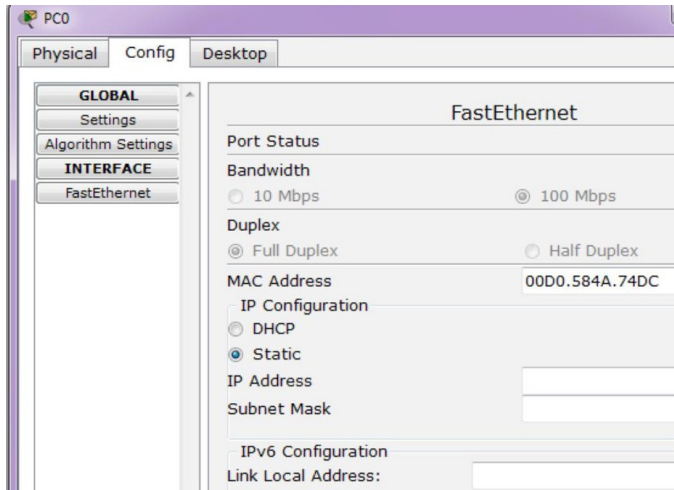 PC0
Physical Config Desktop
GLOBAL
Settings
Algorithm Settings
INTERFACE
FastEthernet
FastEthernet
Port Status
Bandwidth
10 Mbps 100 Mbps
Duplex
Full Duplex Half Duplex
MAC Address 00D0.584A.74DC
IP Configuration
DHCP
Static
IP Address
Subnet Mask
IPv6 Configuration
Link Local Address: